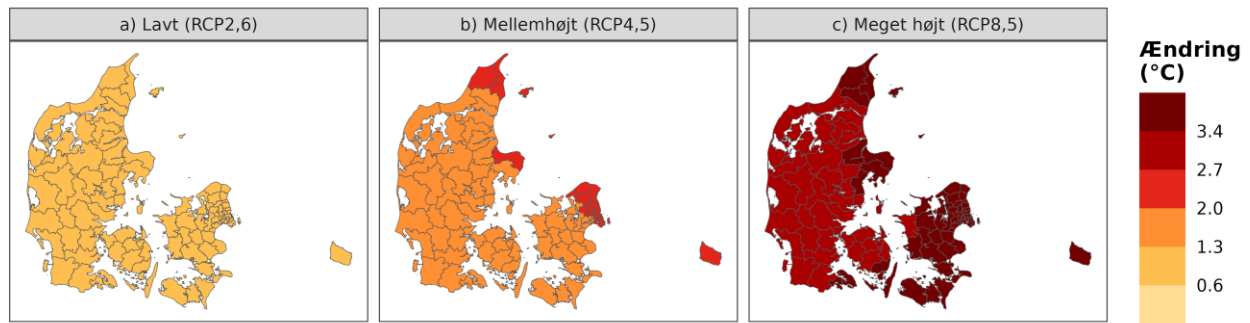 a) Lavt (RCP2,6)
b) Mellemhøjt (RCP4,5)
c) Meget højt (RCP8,5)
Ændring
(°C)
3.4
2.7
2.0
1.3
0.6